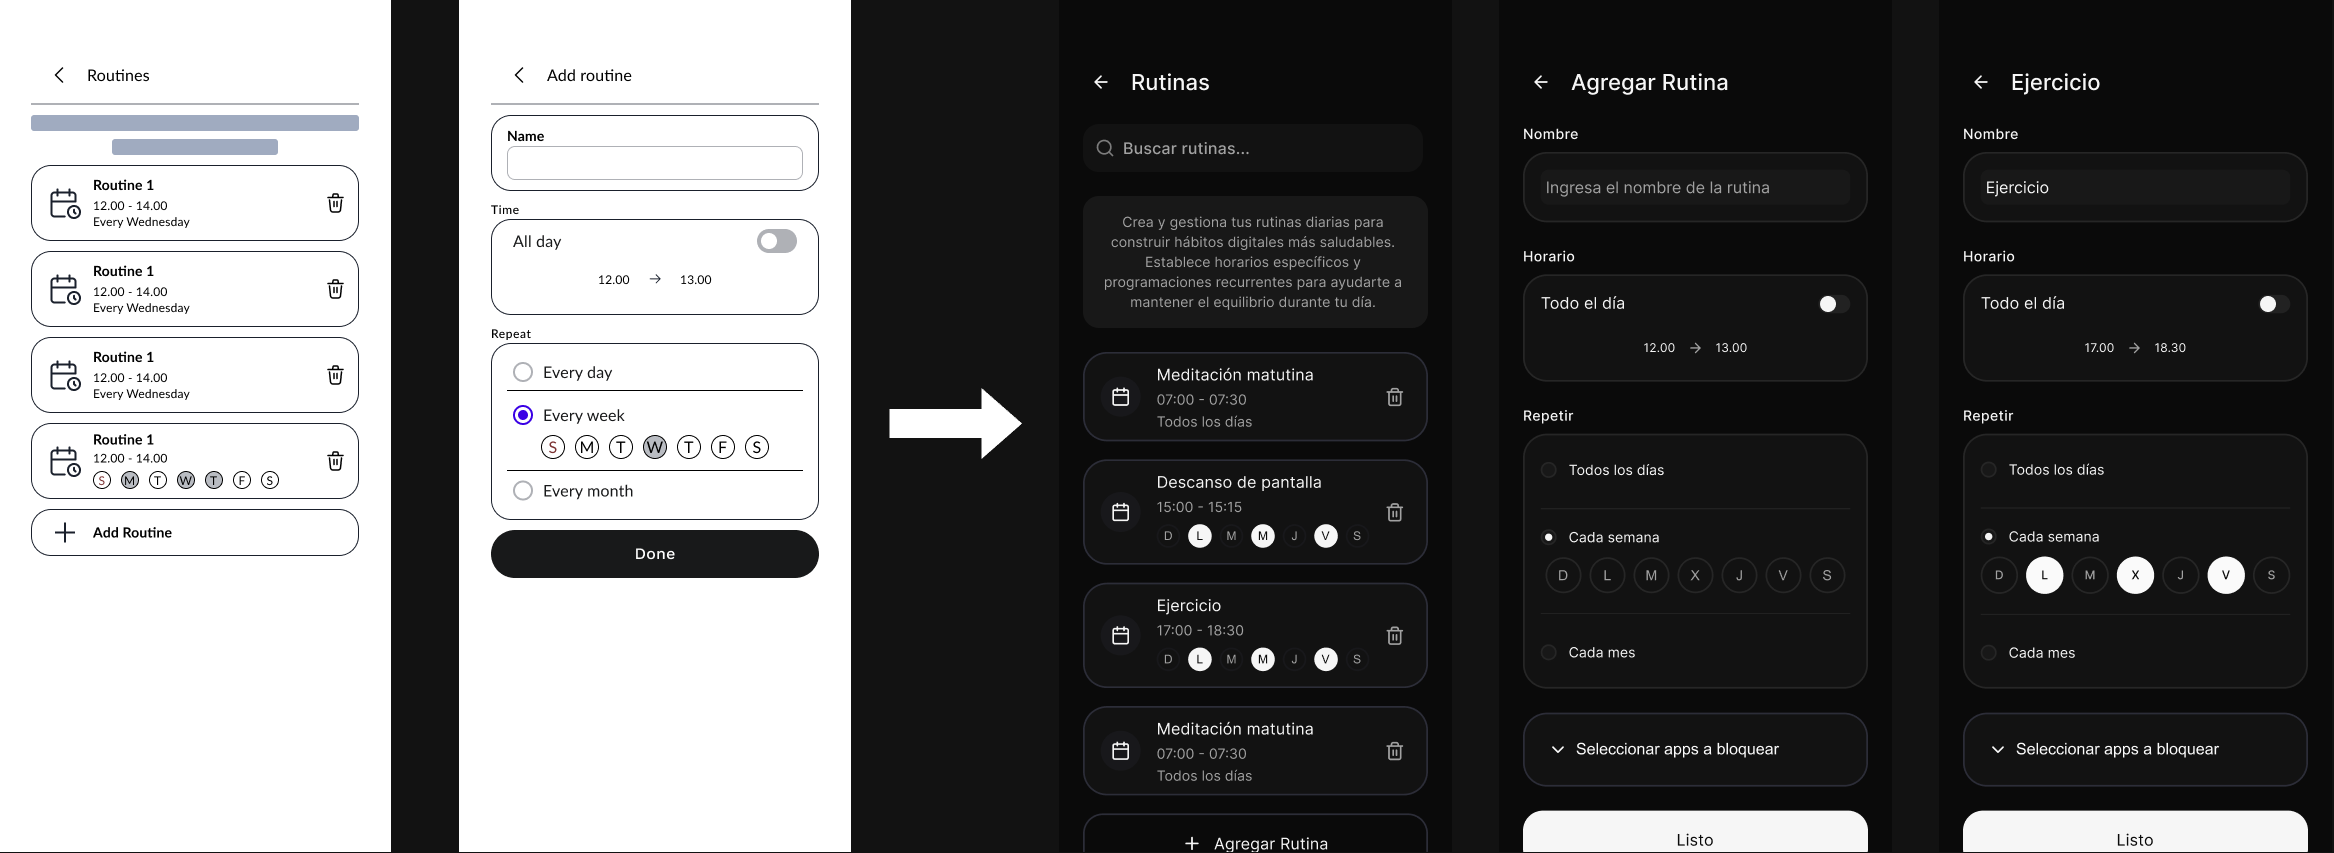 Routines
Routine 1
12.00 - 14.00
Every Wednesday
Routine 1
12.00 - 14.00
Every Wednesday
Routine 1
12.00 - 14.00
Every Wednesday
Routine 1
12.00 - 14.00
S M T W T F S
Add Routine
Add routine
Name
Time
All day
12.00 → 13.00
Repeat
Every day
Every week
S M T W T F S
Every month
Done
Rutinas
Buscar rutinas...
Crea y gestiona tus rutinas diarias para
construir hábitos digitales más saludables.
Establece horarios específicos y
programaciones recurrentes para ayudarte a
mantener el equilibrio durante tu día.
Meditación matutina
07:00 - 07:30
Todos los días
Descanso de pantalla
15:00 - 15:15
D L M M J V S
Ejercicio
17:00 - 18:30
D L M M J V S
Meditación matutina
07:00 - 07:30
Todos los días
+ Agregar Rutina
Agregar Rutina
Nombre
Ingresa el nombre de la rutina
Horario
Todo el día
12.00 → 13.00
Repetir
Todos los días
Cada semana
D L M X J V S
Cada mes
Seleccionar apps a bloquear
Listo
Ejercicio
Nombre
Ejercicio
Horario
Todo el día
17.00 → 18.30
Repetir
Todos los días
Cada semana
D L M X J V S
Cada mes
Seleccionar apps a bloquear
Listo